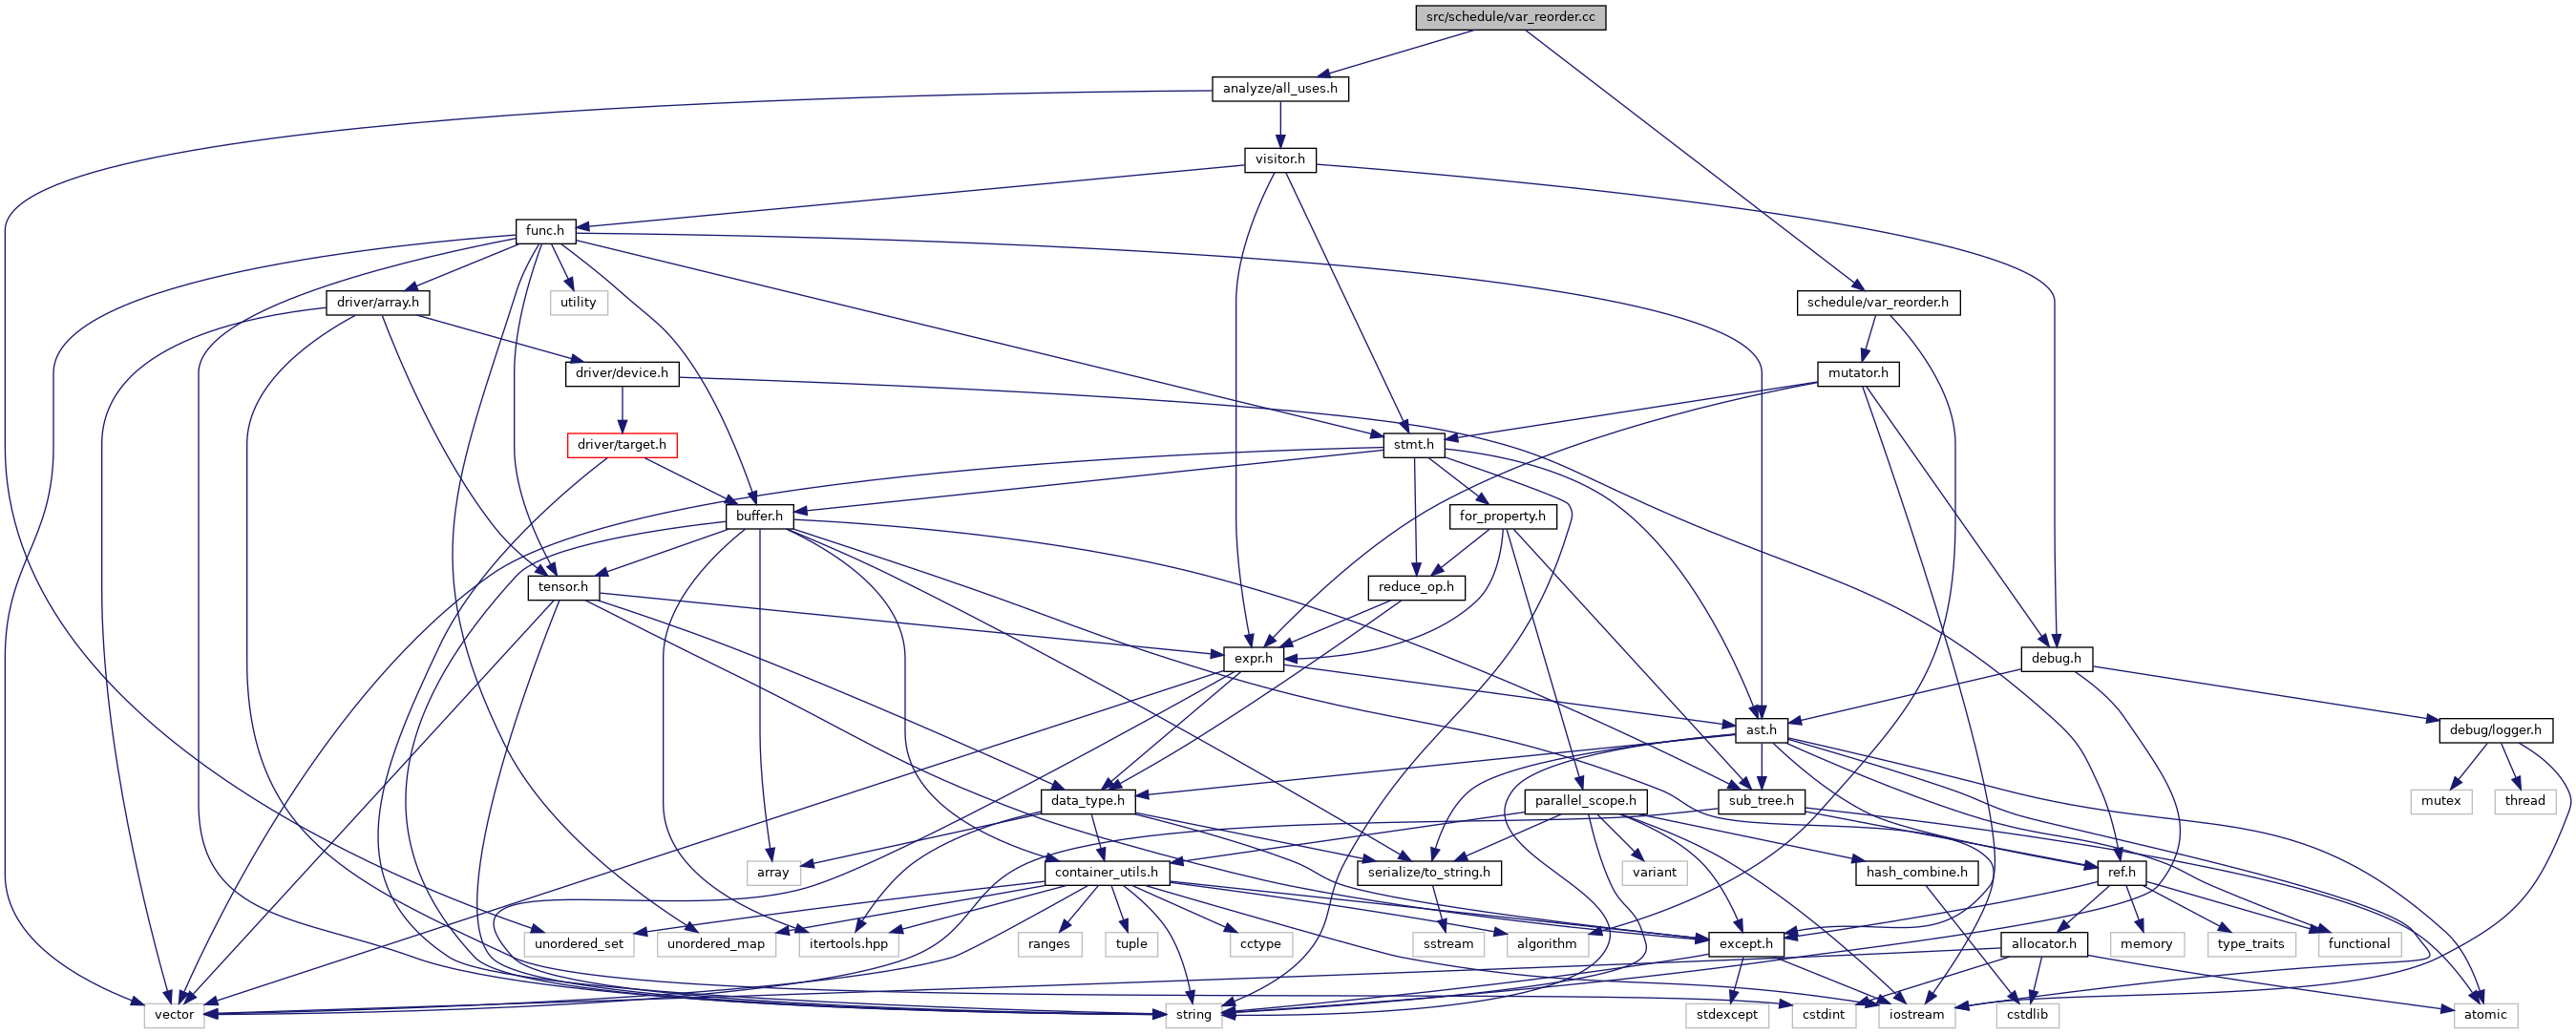 src/schedule/var_reorder.cc
analyze/all_uses.h
visitor.h
func.h
driver/array.h
utility
schedule/var_reorder.h
driver/device.h
mutator.h
driver/target.h
stmt.h
buffer.h
for_property.h
tensor.h
reduce_op.h
expr.h
debug.h
ast.h
debug/logger.h
data_type.h
parallel_scope.h
sub_tree.h
mutex
thread
array
container_utils.h
serialize/to_string.h
variant
hash_combine.h
ref.h
unordered_set
unordered_map
itertools.hpp
ranges
tuple
cctype
sstream
algorithm
except.h
allocator.h
memory
type_traits
functional
vector
string
stdexcept
cstdint
iostream
cstdlib
atomic